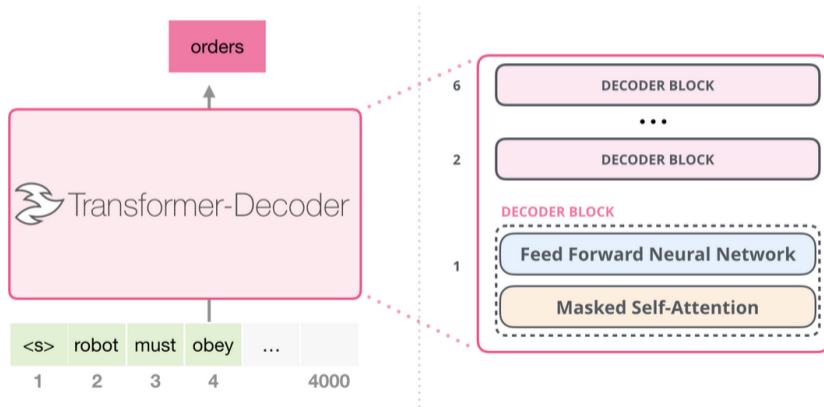 orders
Transformer-Decoder
<s> robot must obey ...
1 2 3 4 4000
6 DECODER BLOCK
...
2 DECODER BLOCK
DECODER BLOCK
1
Feed Forward Neural Network
Masked Self-Attention